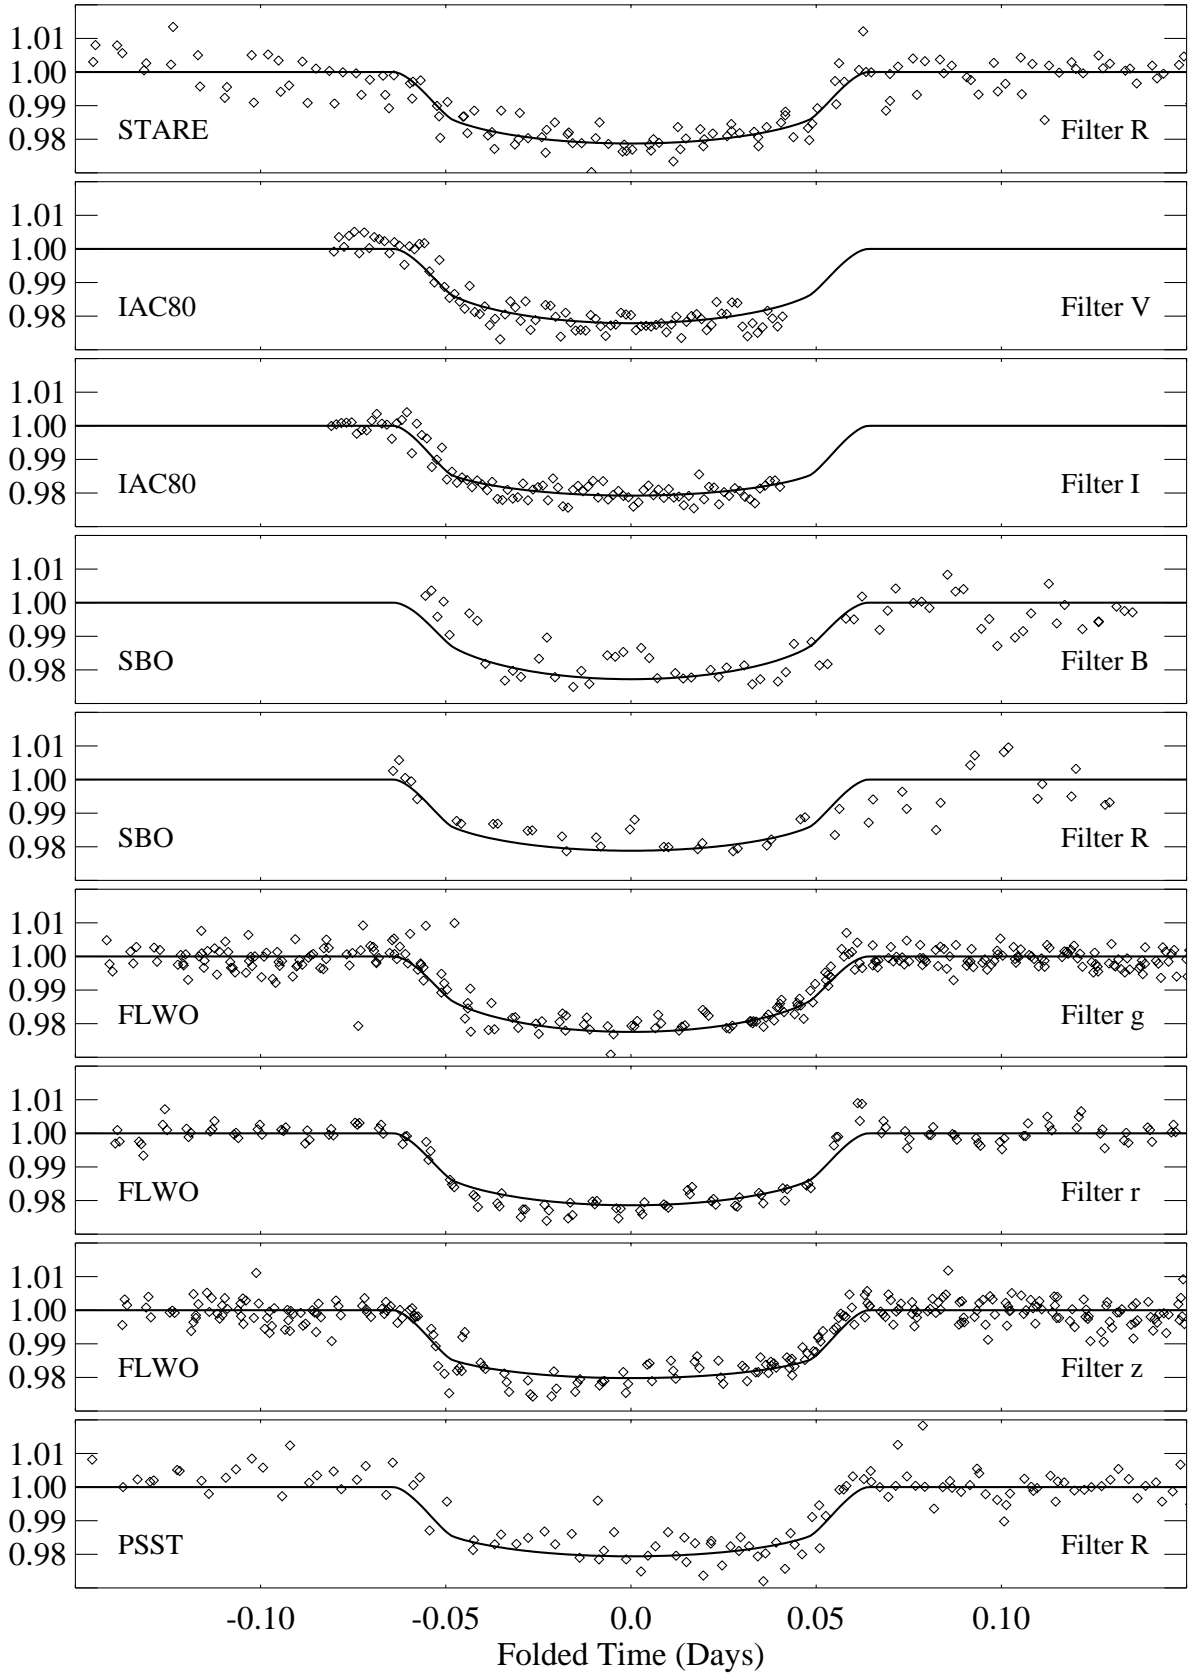 1.01
1.00
0.99
0.98
STARE
Filter R
1.01
1.00
0.99
0.98
IAC80
Filter V
1.01
1.00
0.99
0.98
IAC80
Filter I
1.01
1.00
0.99
0.98
SBO
Filter B
1.01
1.00
0.99
0.98
SBO
Filter R
1.01
1.00
0.99
0.98
FLWO
Filter g
1.01
1.00
0.99
0.98
FLWO
Filter r
1.01
1.00
0.99
0.98
FLWO
Filter z
1.01
1.00
0.99
0.98
PSST
Filter R
-0.10 -0.05 0.0 0.05 0.10
Folded Time (Days)